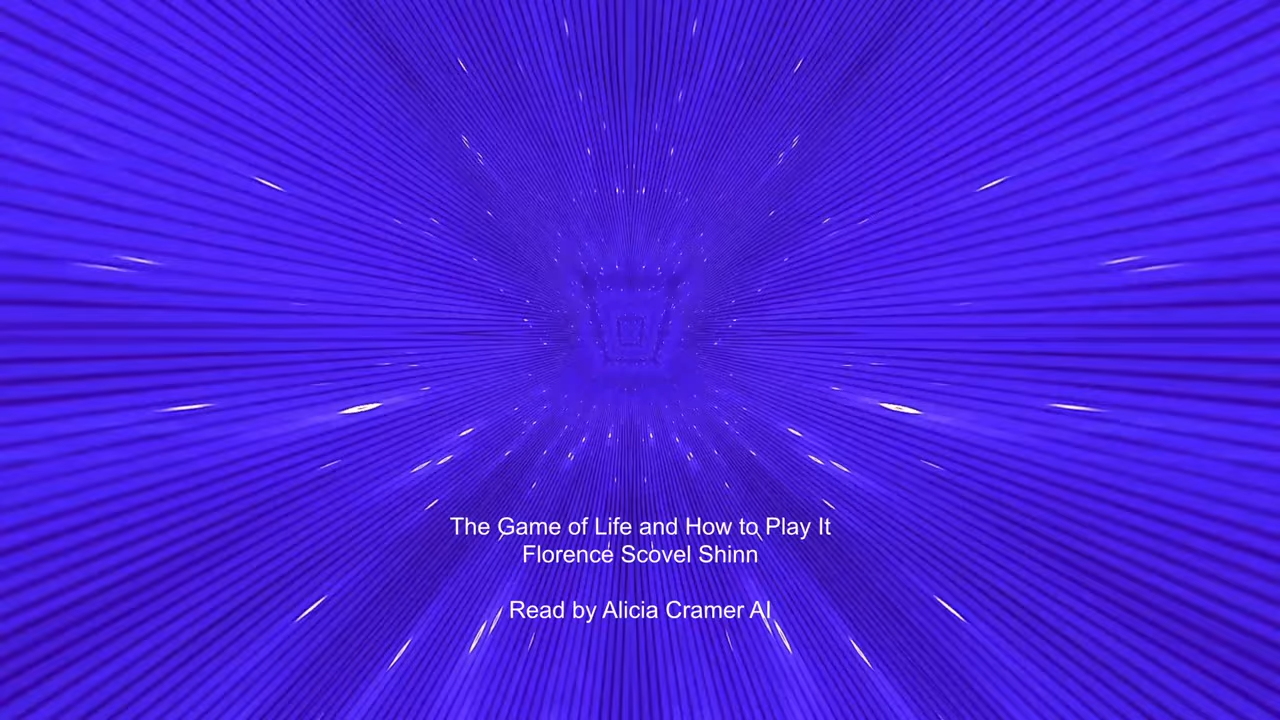 The Game of Life and How to Play It
Florence Scovel Shinn
Read by Alicia Cramer AI